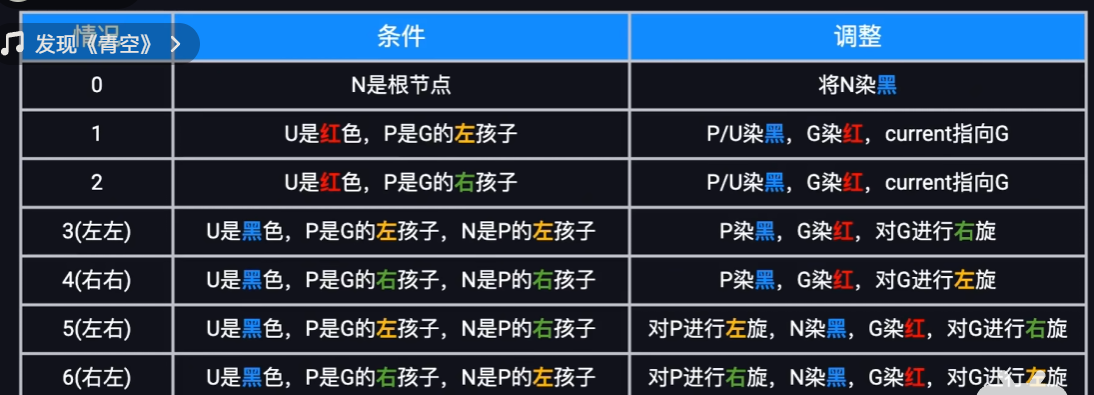 情况 条件 调整
发现《青空》 >
0 N是根节点 将N染黑
1 U是红色，P是G的左孩子 P/U染黑，G染红，current指向G
2 U是红色，P是G的右孩子 P/U染黑，G染红，current指向G
3(左左) U是黑色，P是G的左孩子，N是P的左孩子 P染黑，G染红，对G进行右旋
4(右右) U是黑色，P是G的右孩子，N是P的右孩子 P染黑，G染红，对G进行左旋
5(左右) U是黑色，P是G的左孩子，N是P的右孩子 对P进行左旋，N染黑，G染红，对G进行右旋
6(右左) U是黑色，P是G的右孩子，N是P的左孩子 对P进行右旋，N染黑，G染红，对G进行左旋